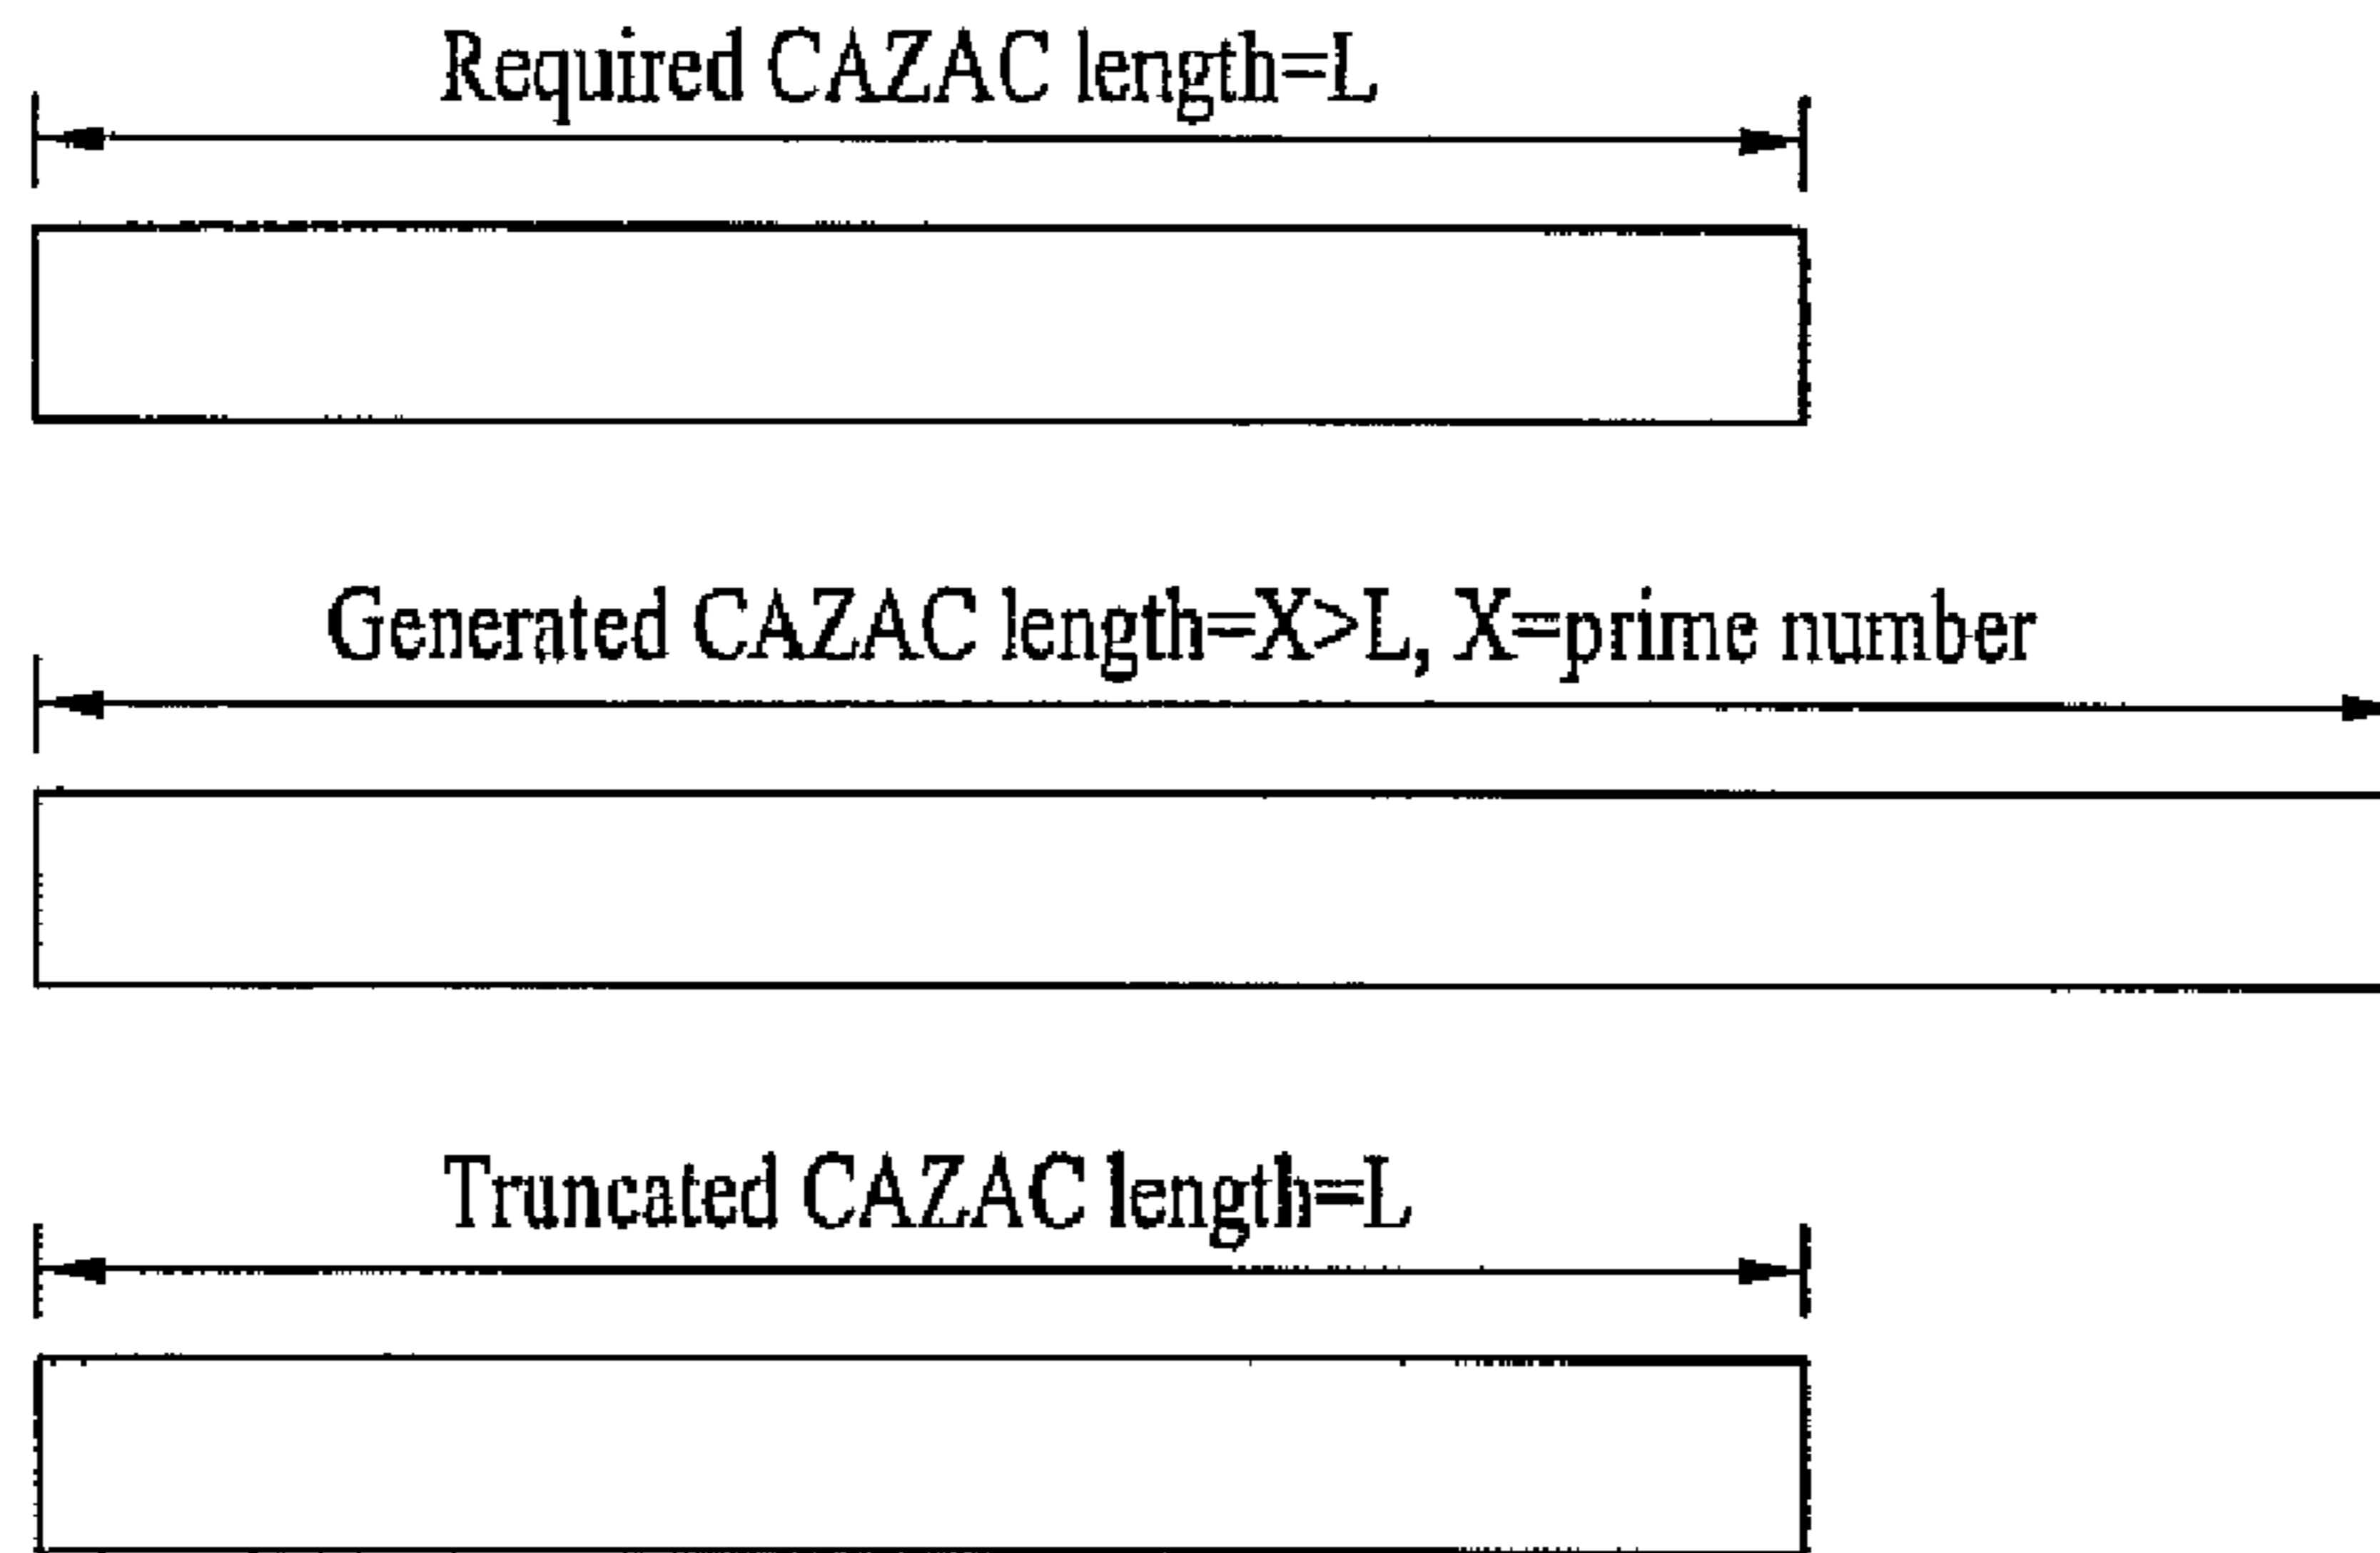 Required CAZAC length=L
Generated CAZAC length=X>L, X=prime number
Truncated CAZAC length=L